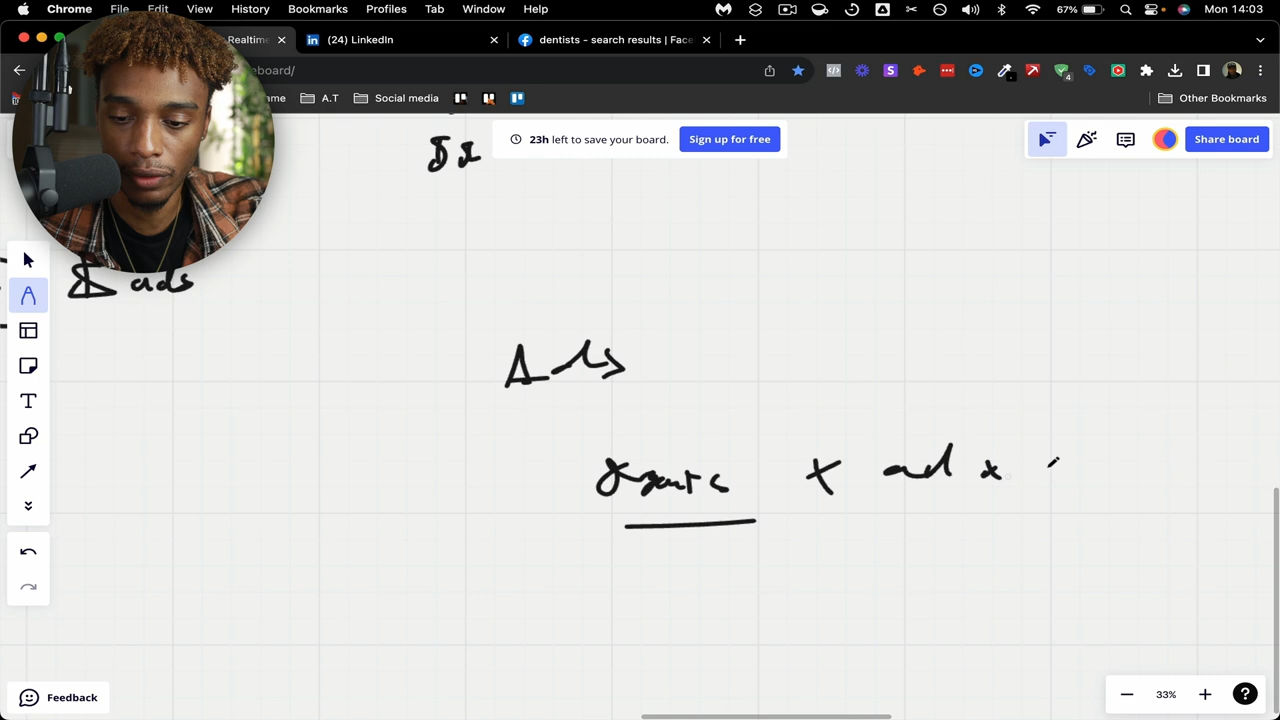 Chrome File Edit View History Bookmarks Profiles Tab Window Help 67% Mon 14:03
Realtime (24) LinkedIn dentists - search results | Face
eboard/
me A.T Social media Other Bookmarks
23h left to save your board. Sign up for free
Share board
ads
Ads
ad
Feedback
33%